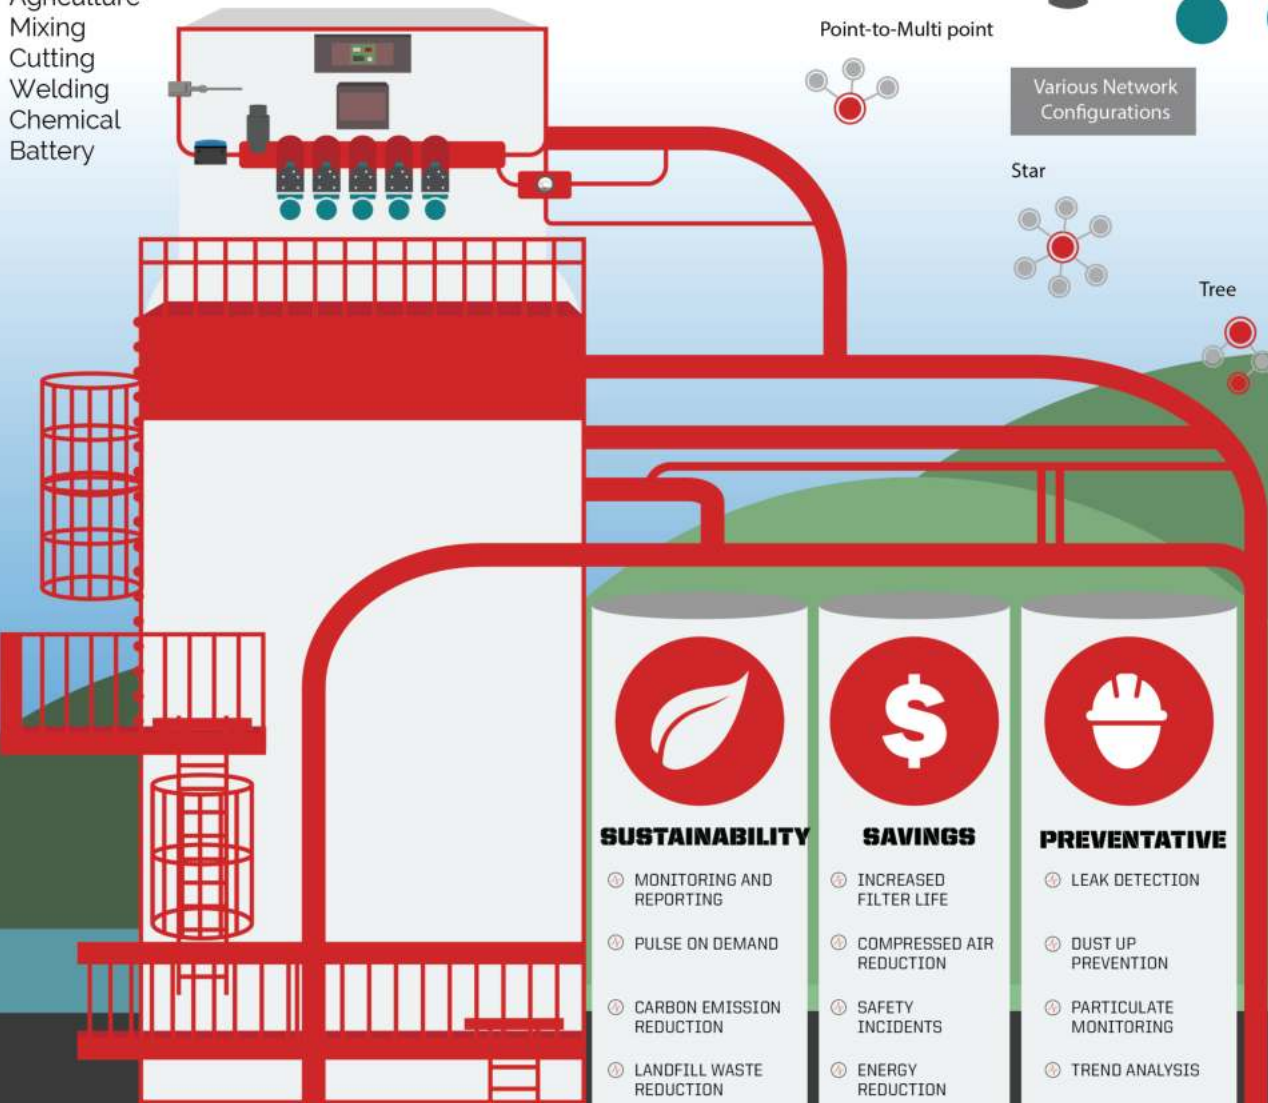 Agriculture
Mixing
Cutting
Welding
Chemical
Battery
Point-to-Multi point
Various Network
Configurations
Star
Tree
SUSTAINABILITY
MONITORING AND
REPORTING
PULSE ON DEMAND
CARBON EMISSION
REDUCTION
LANDFILL WASTE
REDUCTION
SAVINGS
INCREASED
FILTER LIFE
COMPRESSED AIR
REDUCTION
SAFETY
INCIDENTS
ENERGY
REDUCTION
PREVENTATIVE
LEAK DETECTION
DUST UP
PREVENTION
PARTICULATE
MONITORING
TREND ANALYSIS